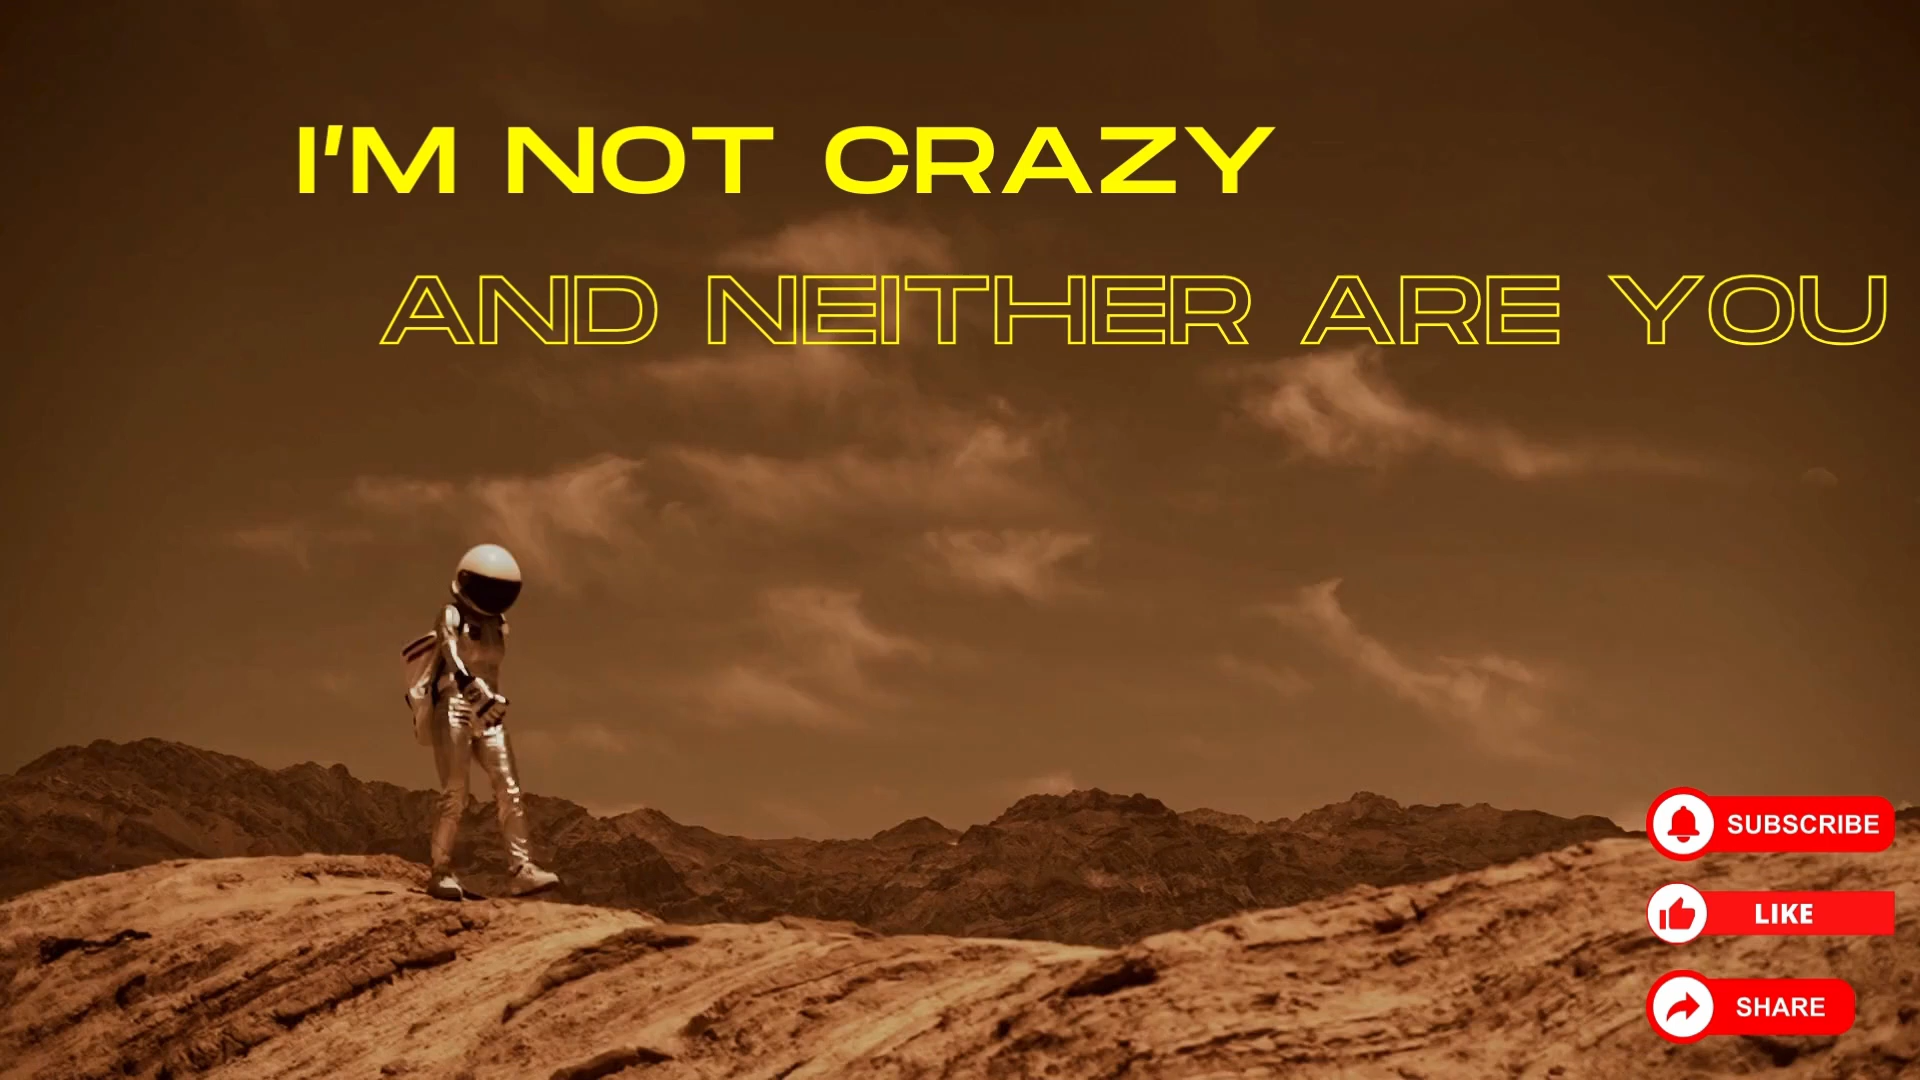 I'M NOT CRAZY
AND NEITHER ARE YOU
SUBSCRIBE
LIKE
SHARE